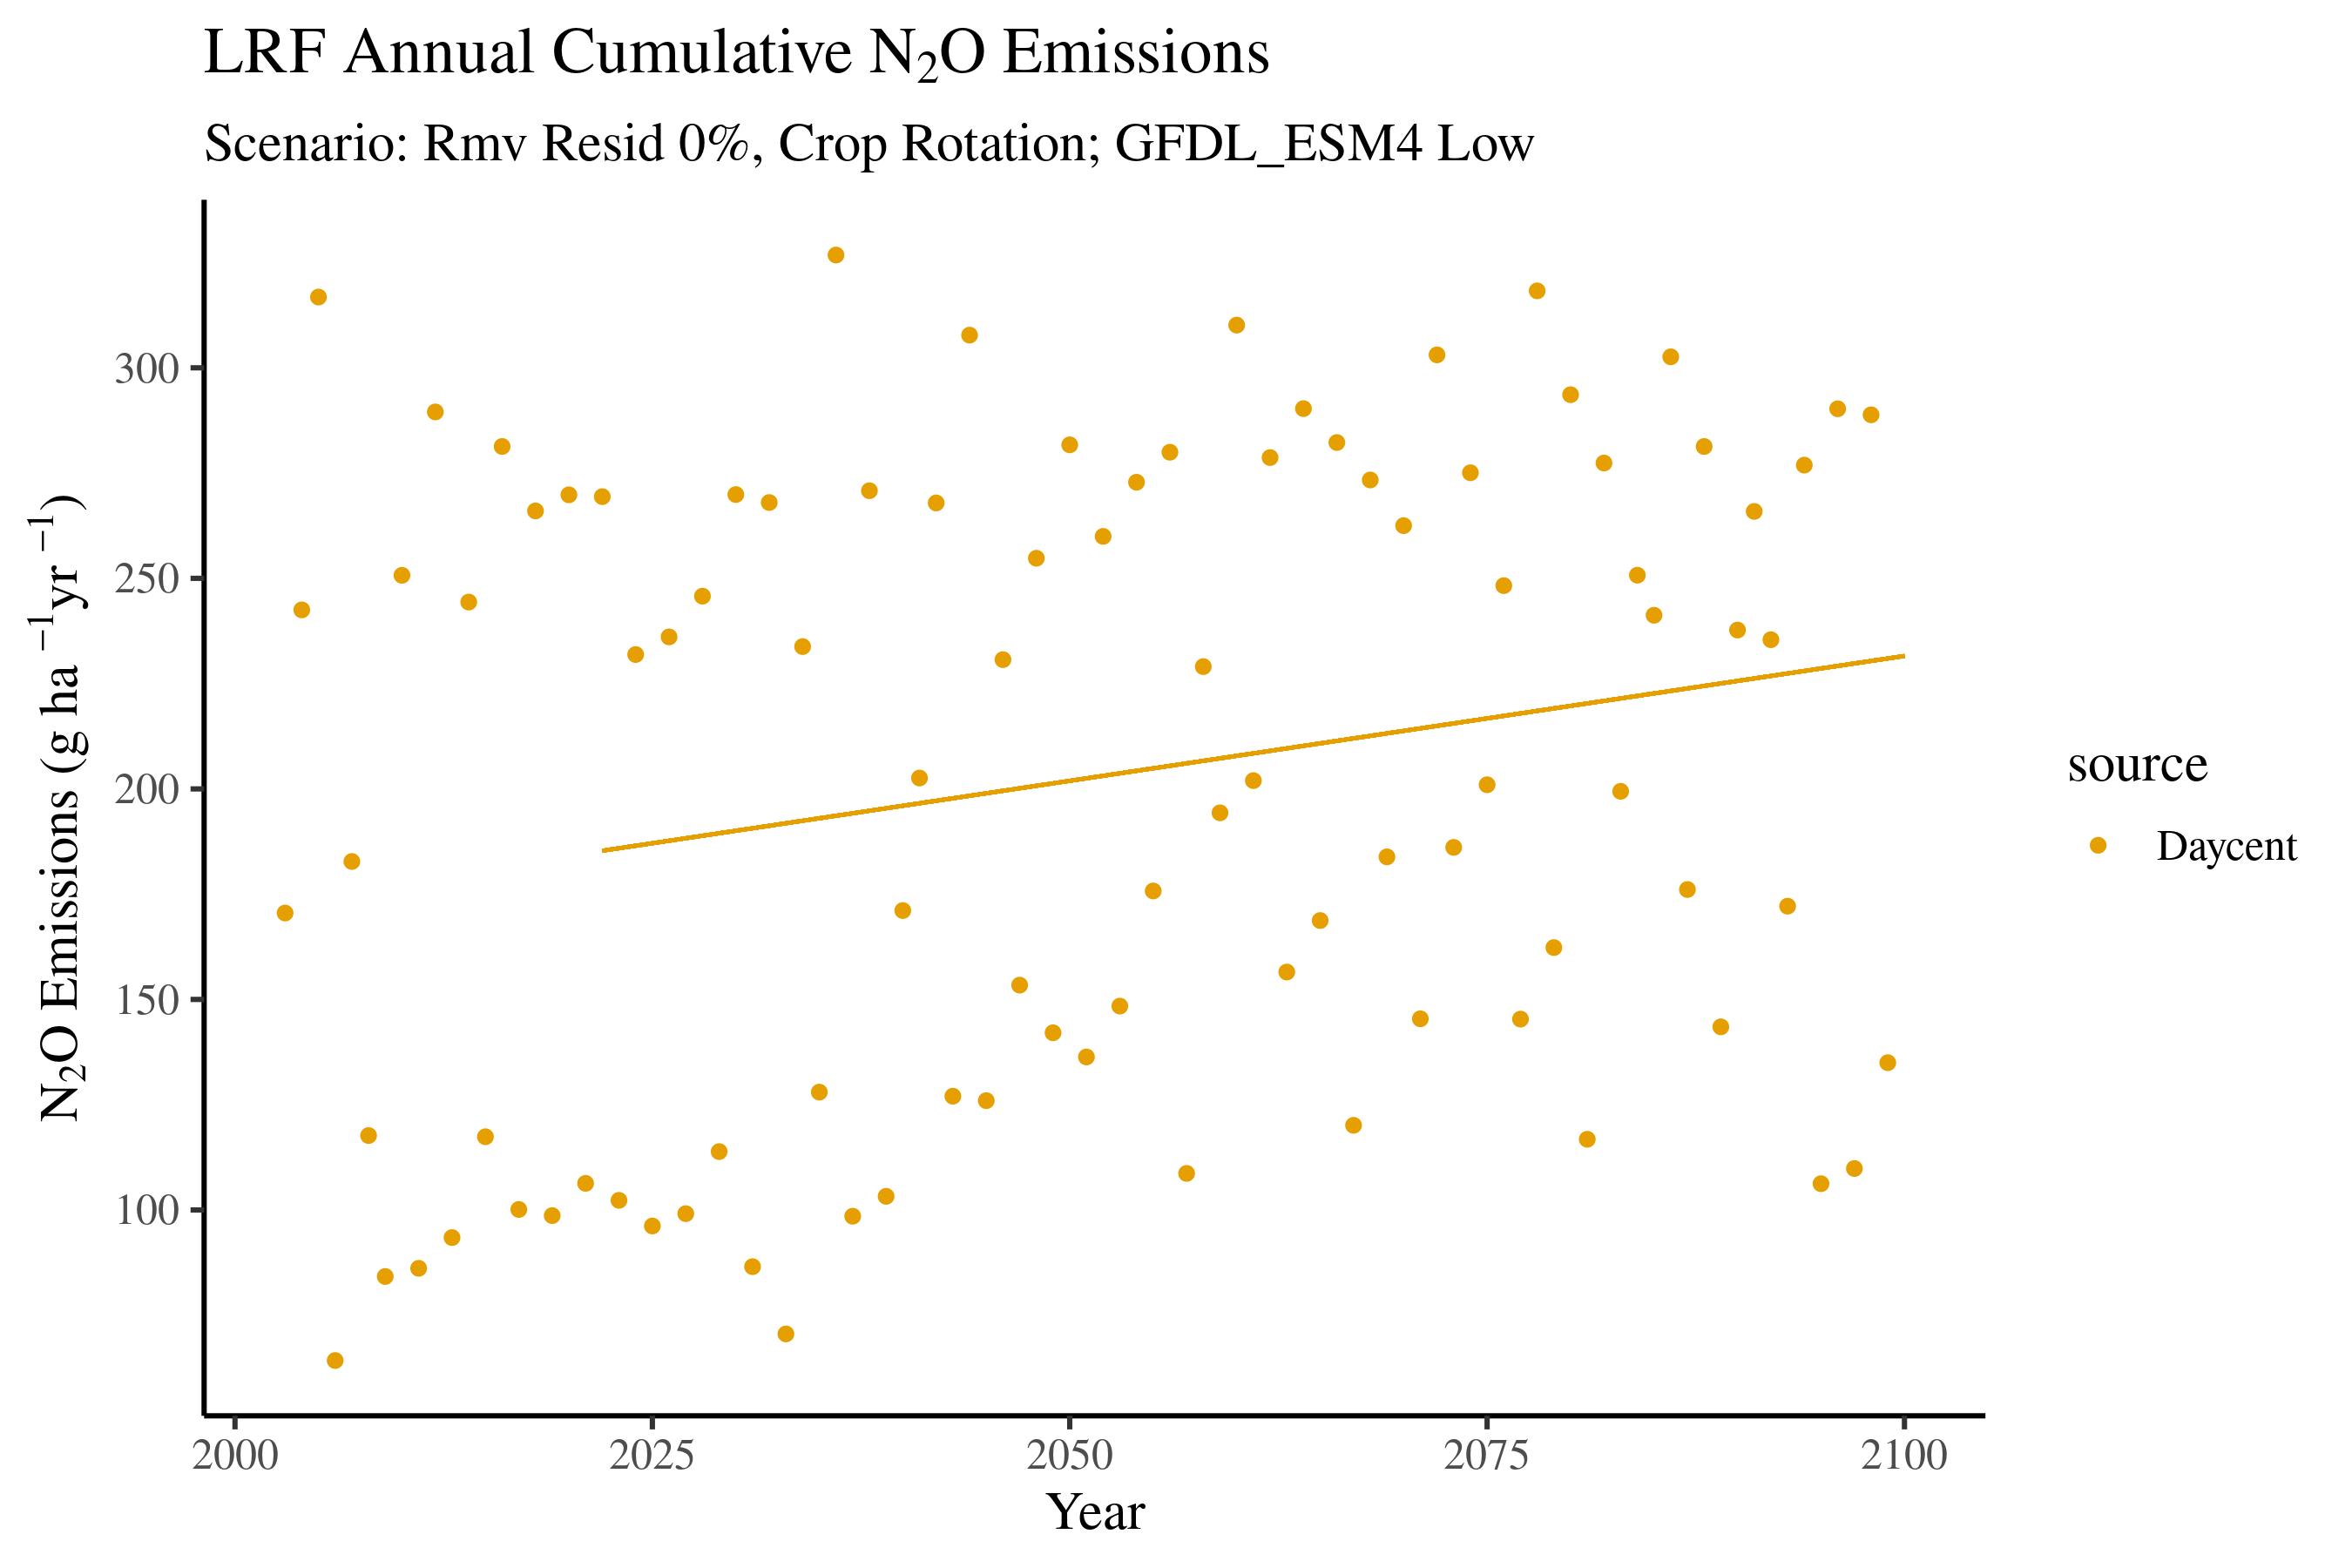 LRF Annual Cumulative N₂O Emissions
Scenario: Rmv Resid 0%, Crop Rotation; GFDL_ESM4 Low
N₂O Emissions (g ha ⁻¹yr ⁻¹)
300
250
200
150
100
2000
2025
2050
2075
2100
Year
source
Daycent